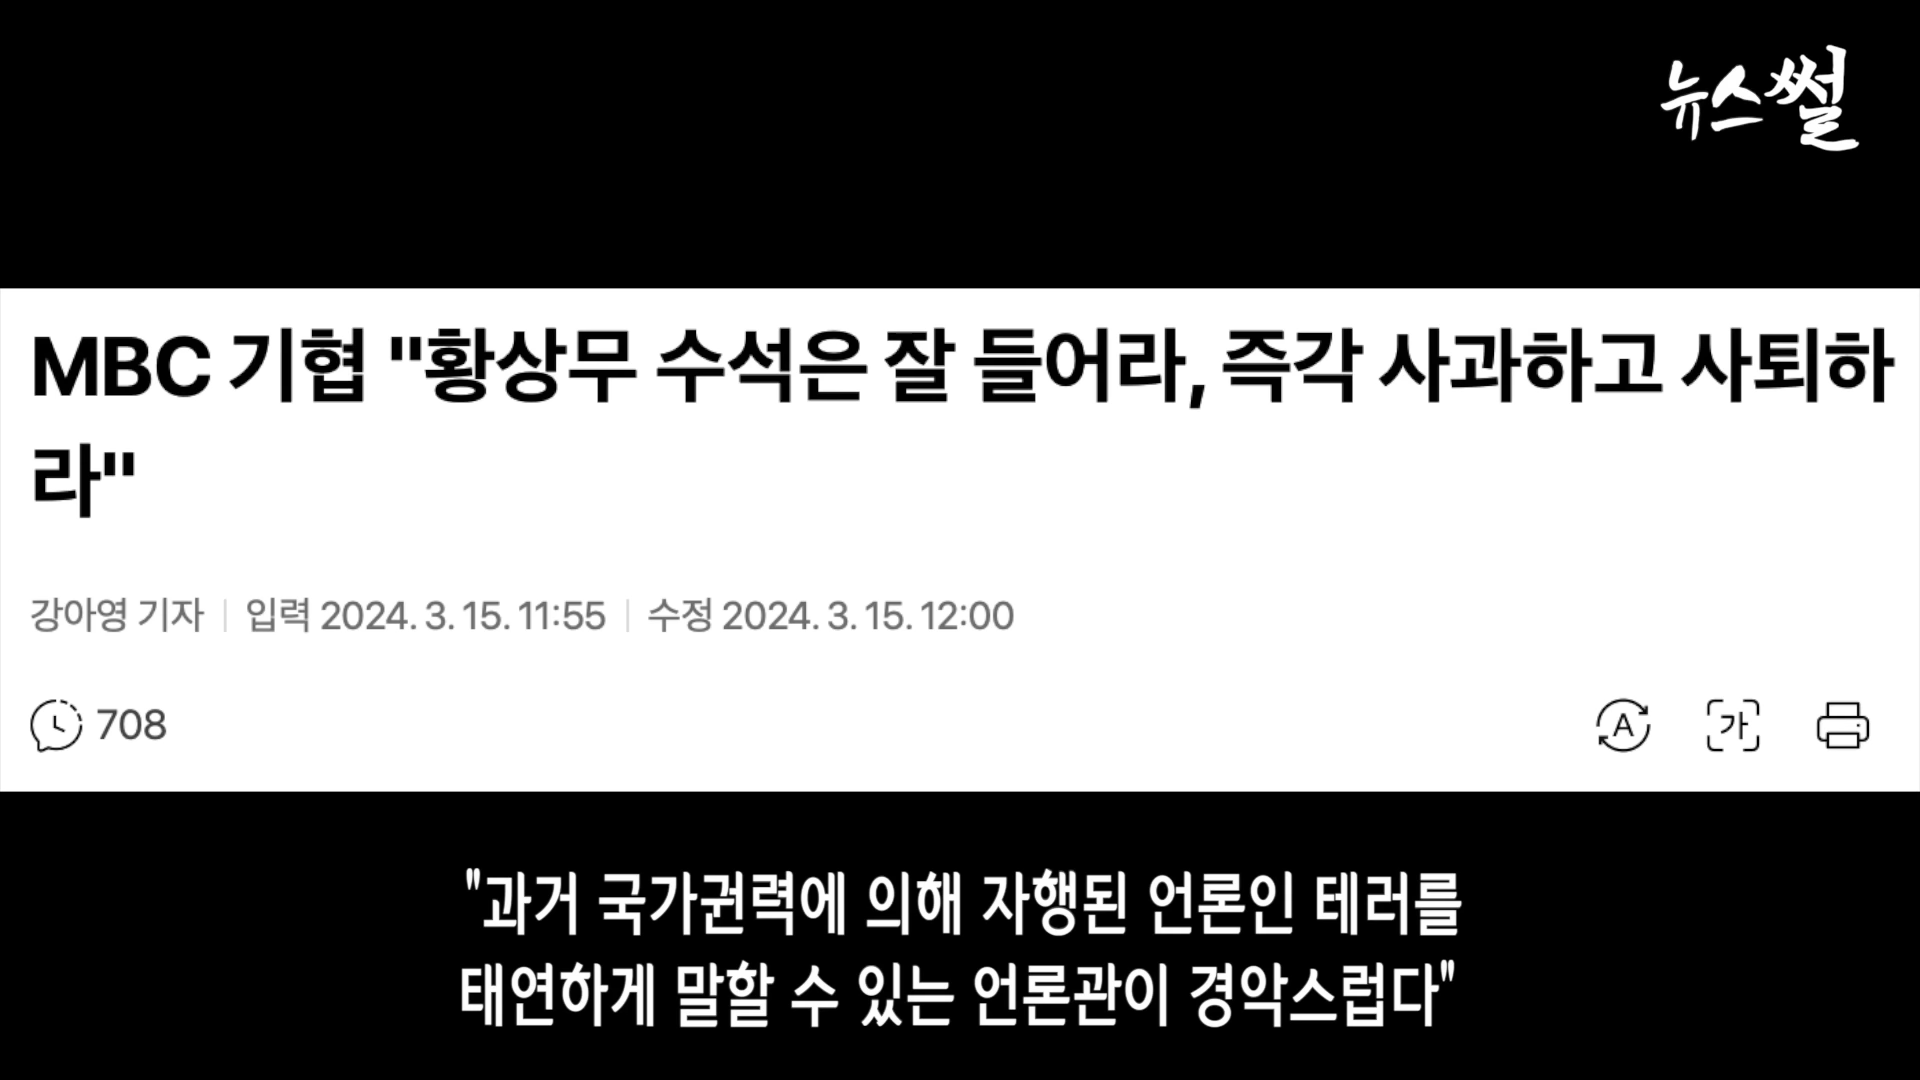 뉴스썰
MBC 기협 "황상무 수석은 잘 들어라, 즉각 사과하고 사퇴하
라"
강아영 기자 | 입력 2024. 3. 15. 11:55 | 수정 2024. 3. 15. 12:00
708
A 가
"과거 국가권력에 의해 자행된 언론인 테러를
태연하게 말할 수 있는 언론관이 경악스럽다"